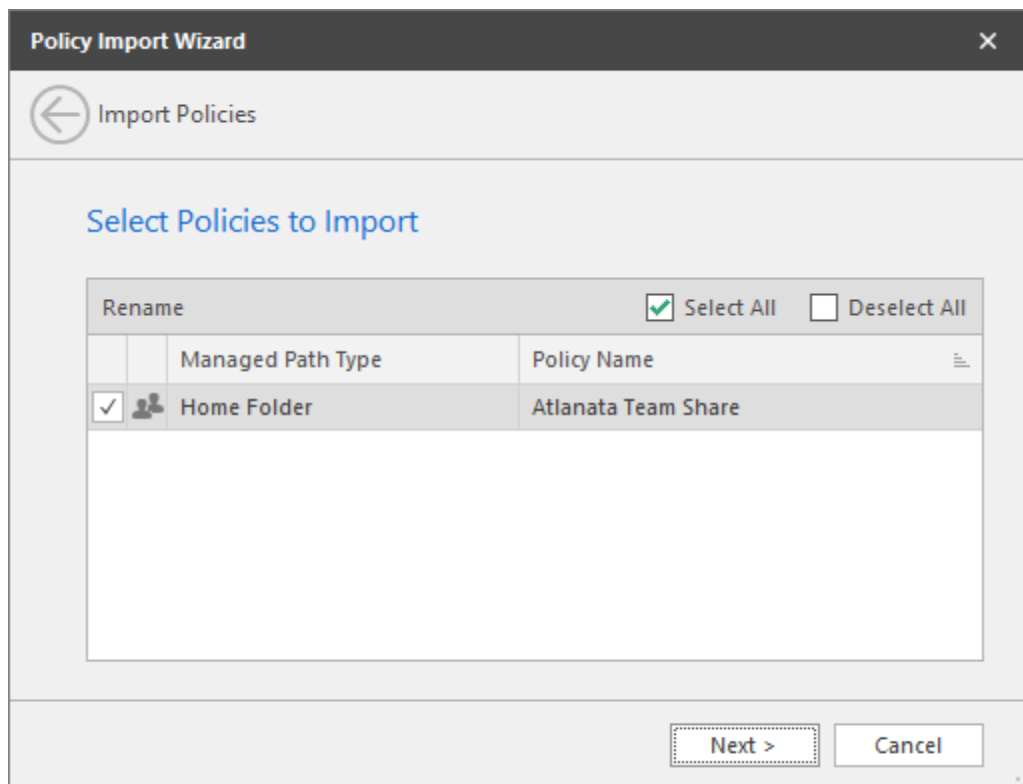 Policy Import Wizard
Import Policies
Select Policies to Import
Rename Select All Deselect All
Managed Path Type Policy Name
Home Folder Atlanata Team Share
Next > Cancel